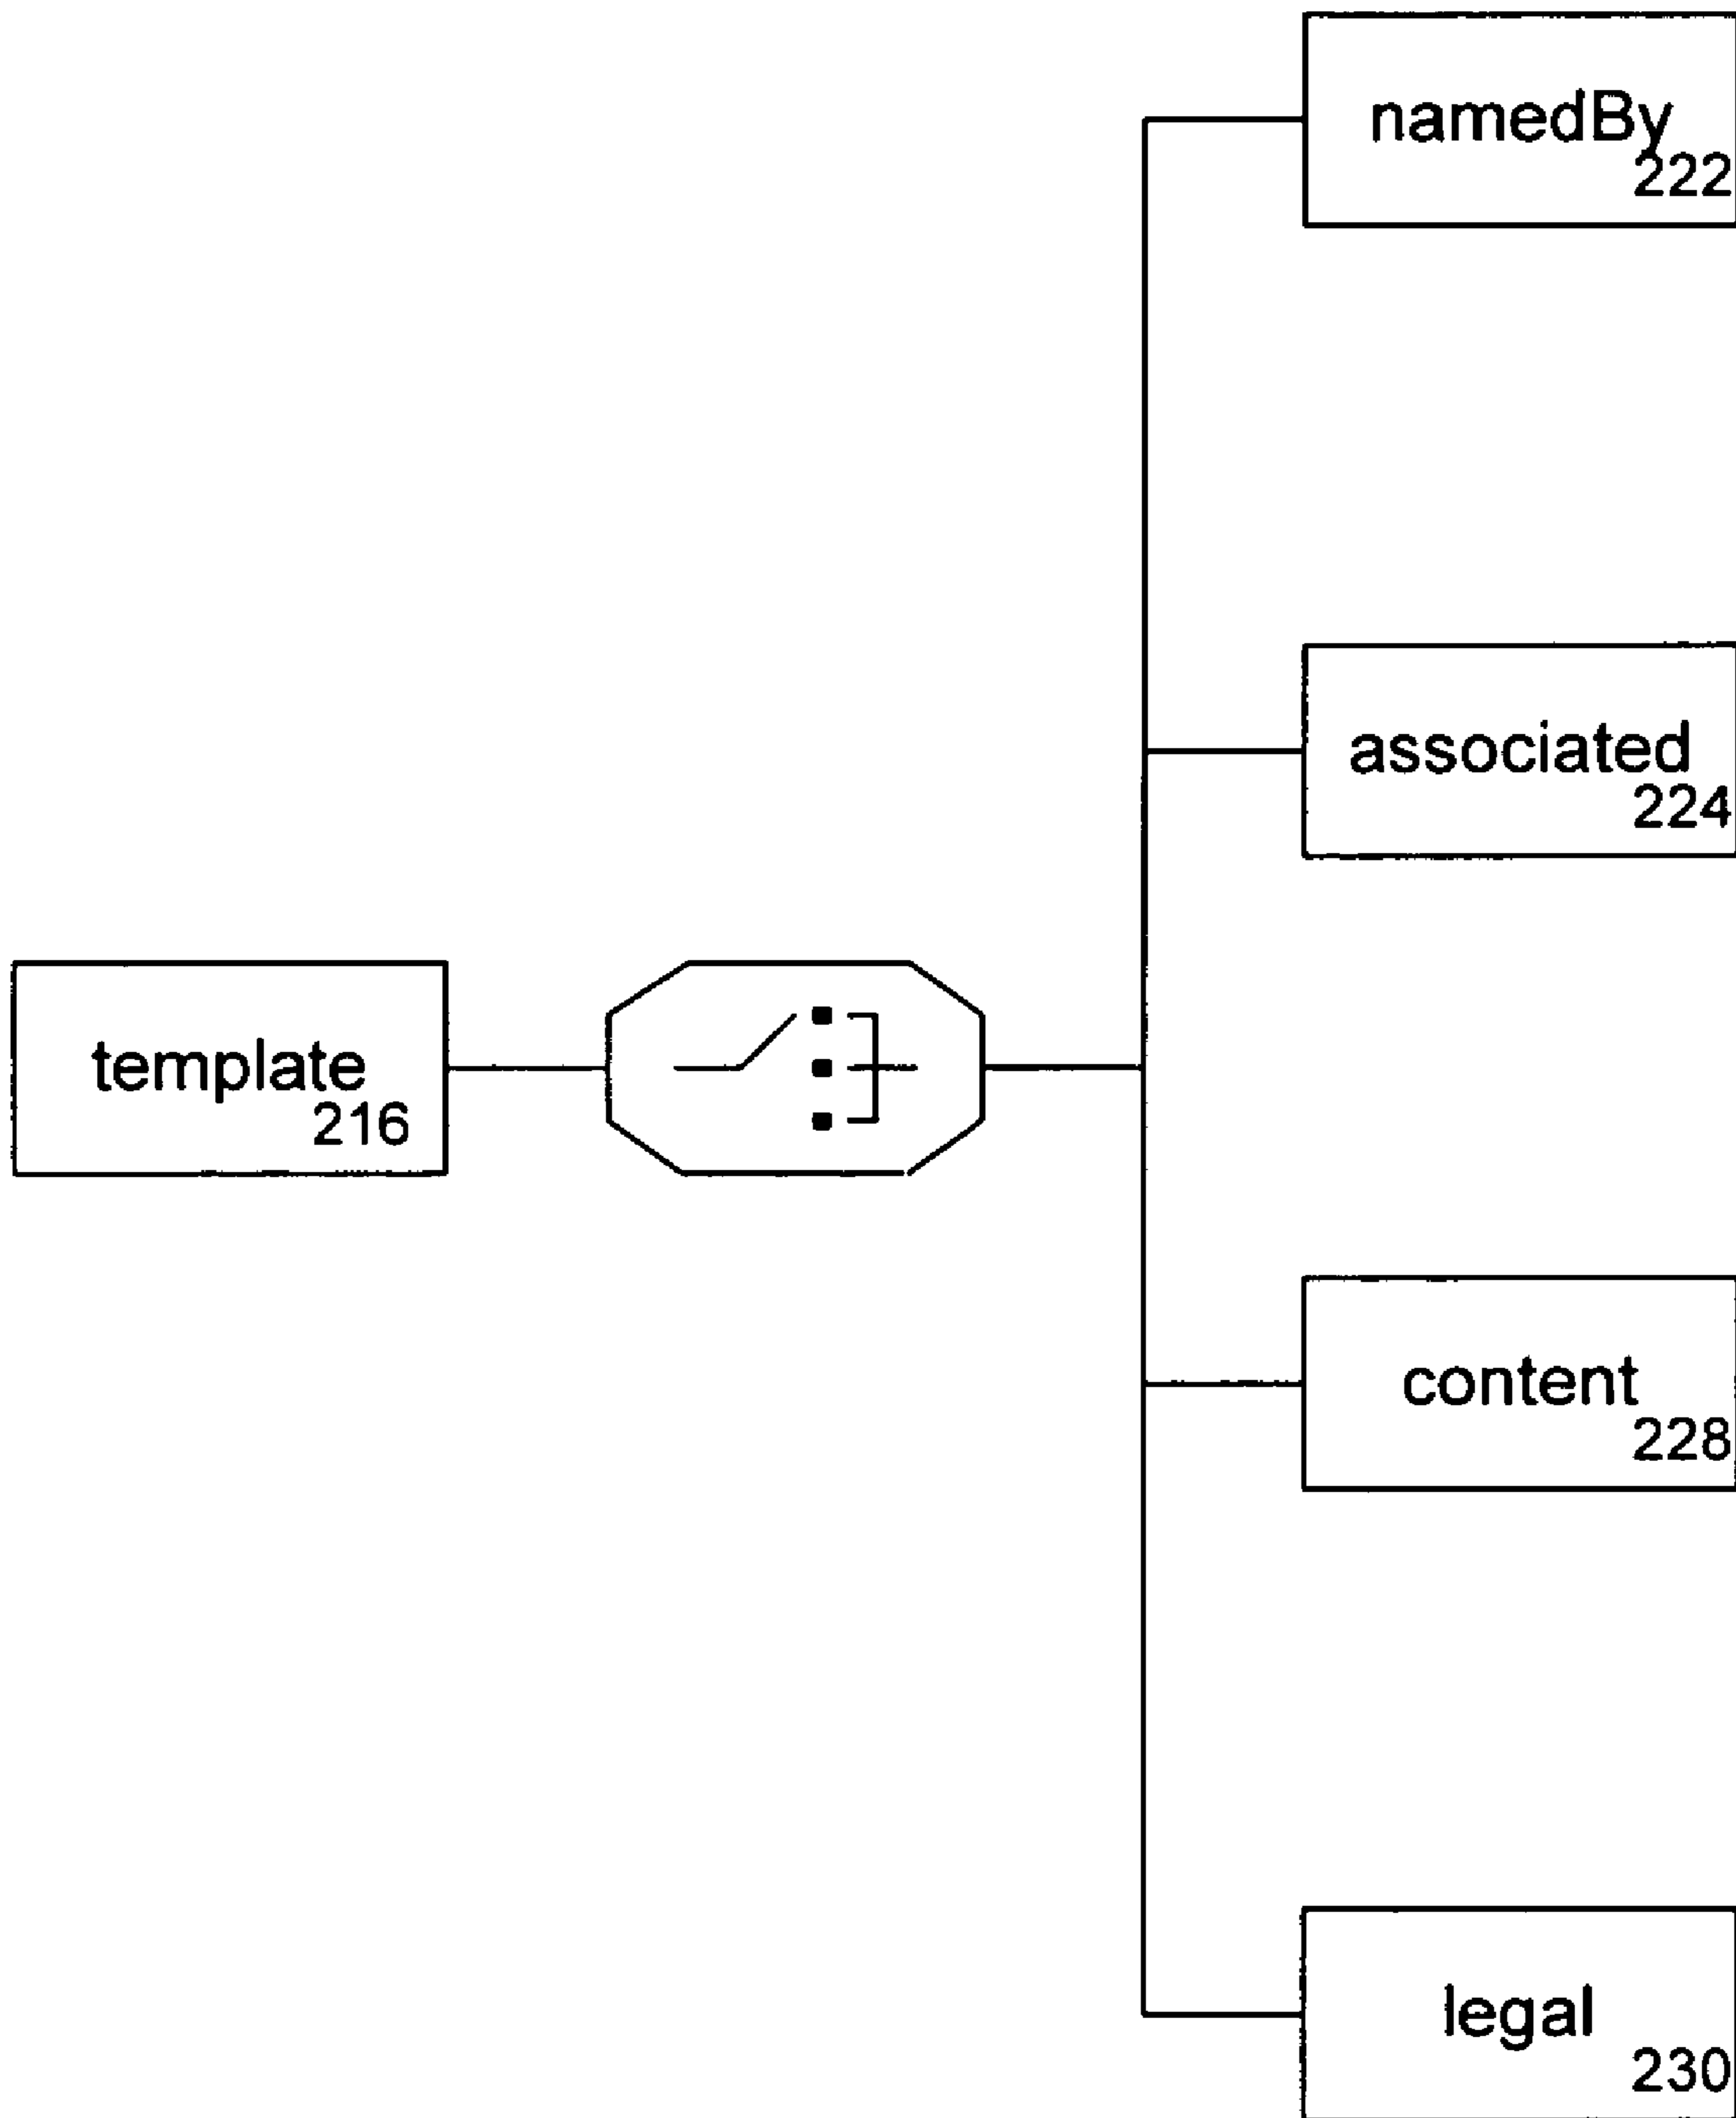 namedBy
222
associated
224
template
216
content
228
legal
230